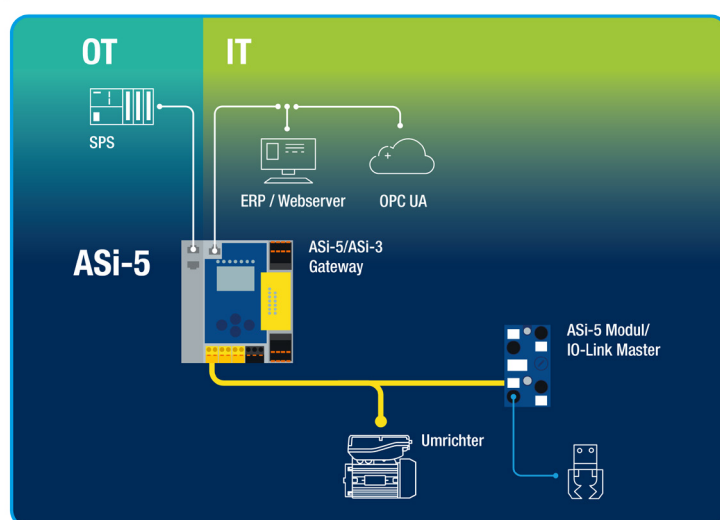 OT
IT
SPS
ERP / Webserver
OPC UA
ASi-5
ASi-5/ASi-3
Gateway
ASi-5 Modul/
IO-Link Master
Umrichter